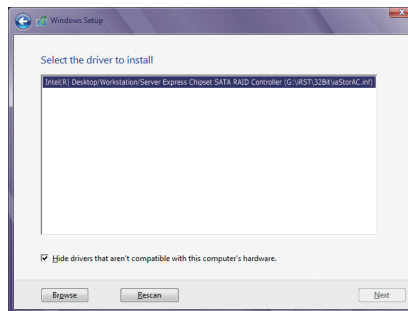 Windows Setup
Select the driver to install
Intel(R) Desktop/Workstation/Server Express Chipset SATA RAID Controller (G:\iRST\32Bit\iaStorAC.inf)
Hide drivers that aren't compatible with this computer's hardware.
Browse Rescan Next